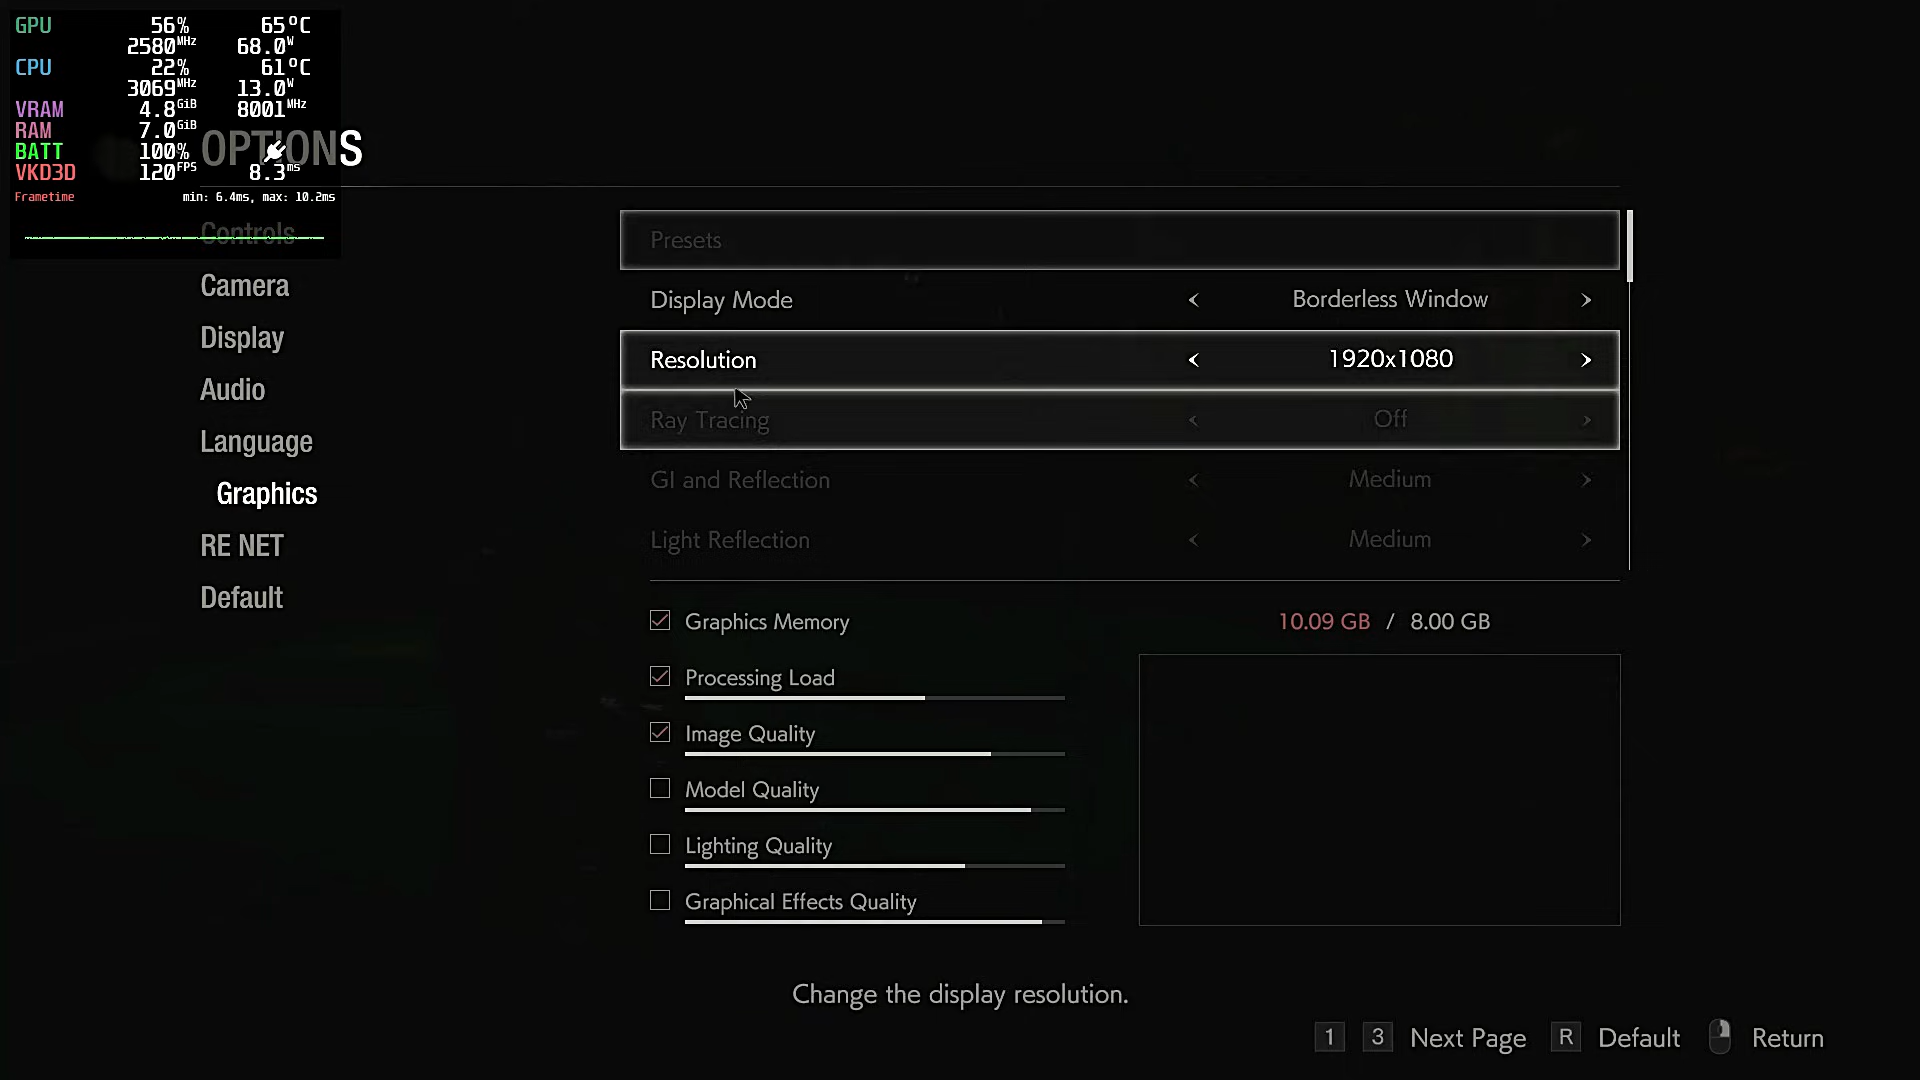 GPU 56% 65°C
2580MHz 68.0W
CPU 22% 61°C
3069MHz 13.0W
VRAM 4.8GiB 8001MHz
RAM 7.0GiB
BATT 100%
VKD3D 120FPS 8.3ms
Frametime min: 6.4ms, max: 10.2ms
OPTIONS
Controls
Camera
Display
Audio
Language
Graphics
RE NET
Default
Presets
Display Mode < Borderless Window >
Resolution < 1920x1080 >
Ray Tracing < Off >
GI and Reflection < Medium >
Light Reflection < Medium >
Graphics Memory 10.09 GB / 8.00 GB
Processing Load
Image Quality
Model Quality
Lighting Quality
Graphical Effects Quality
Change the display resolution.
1 3 Next Page R Default Return